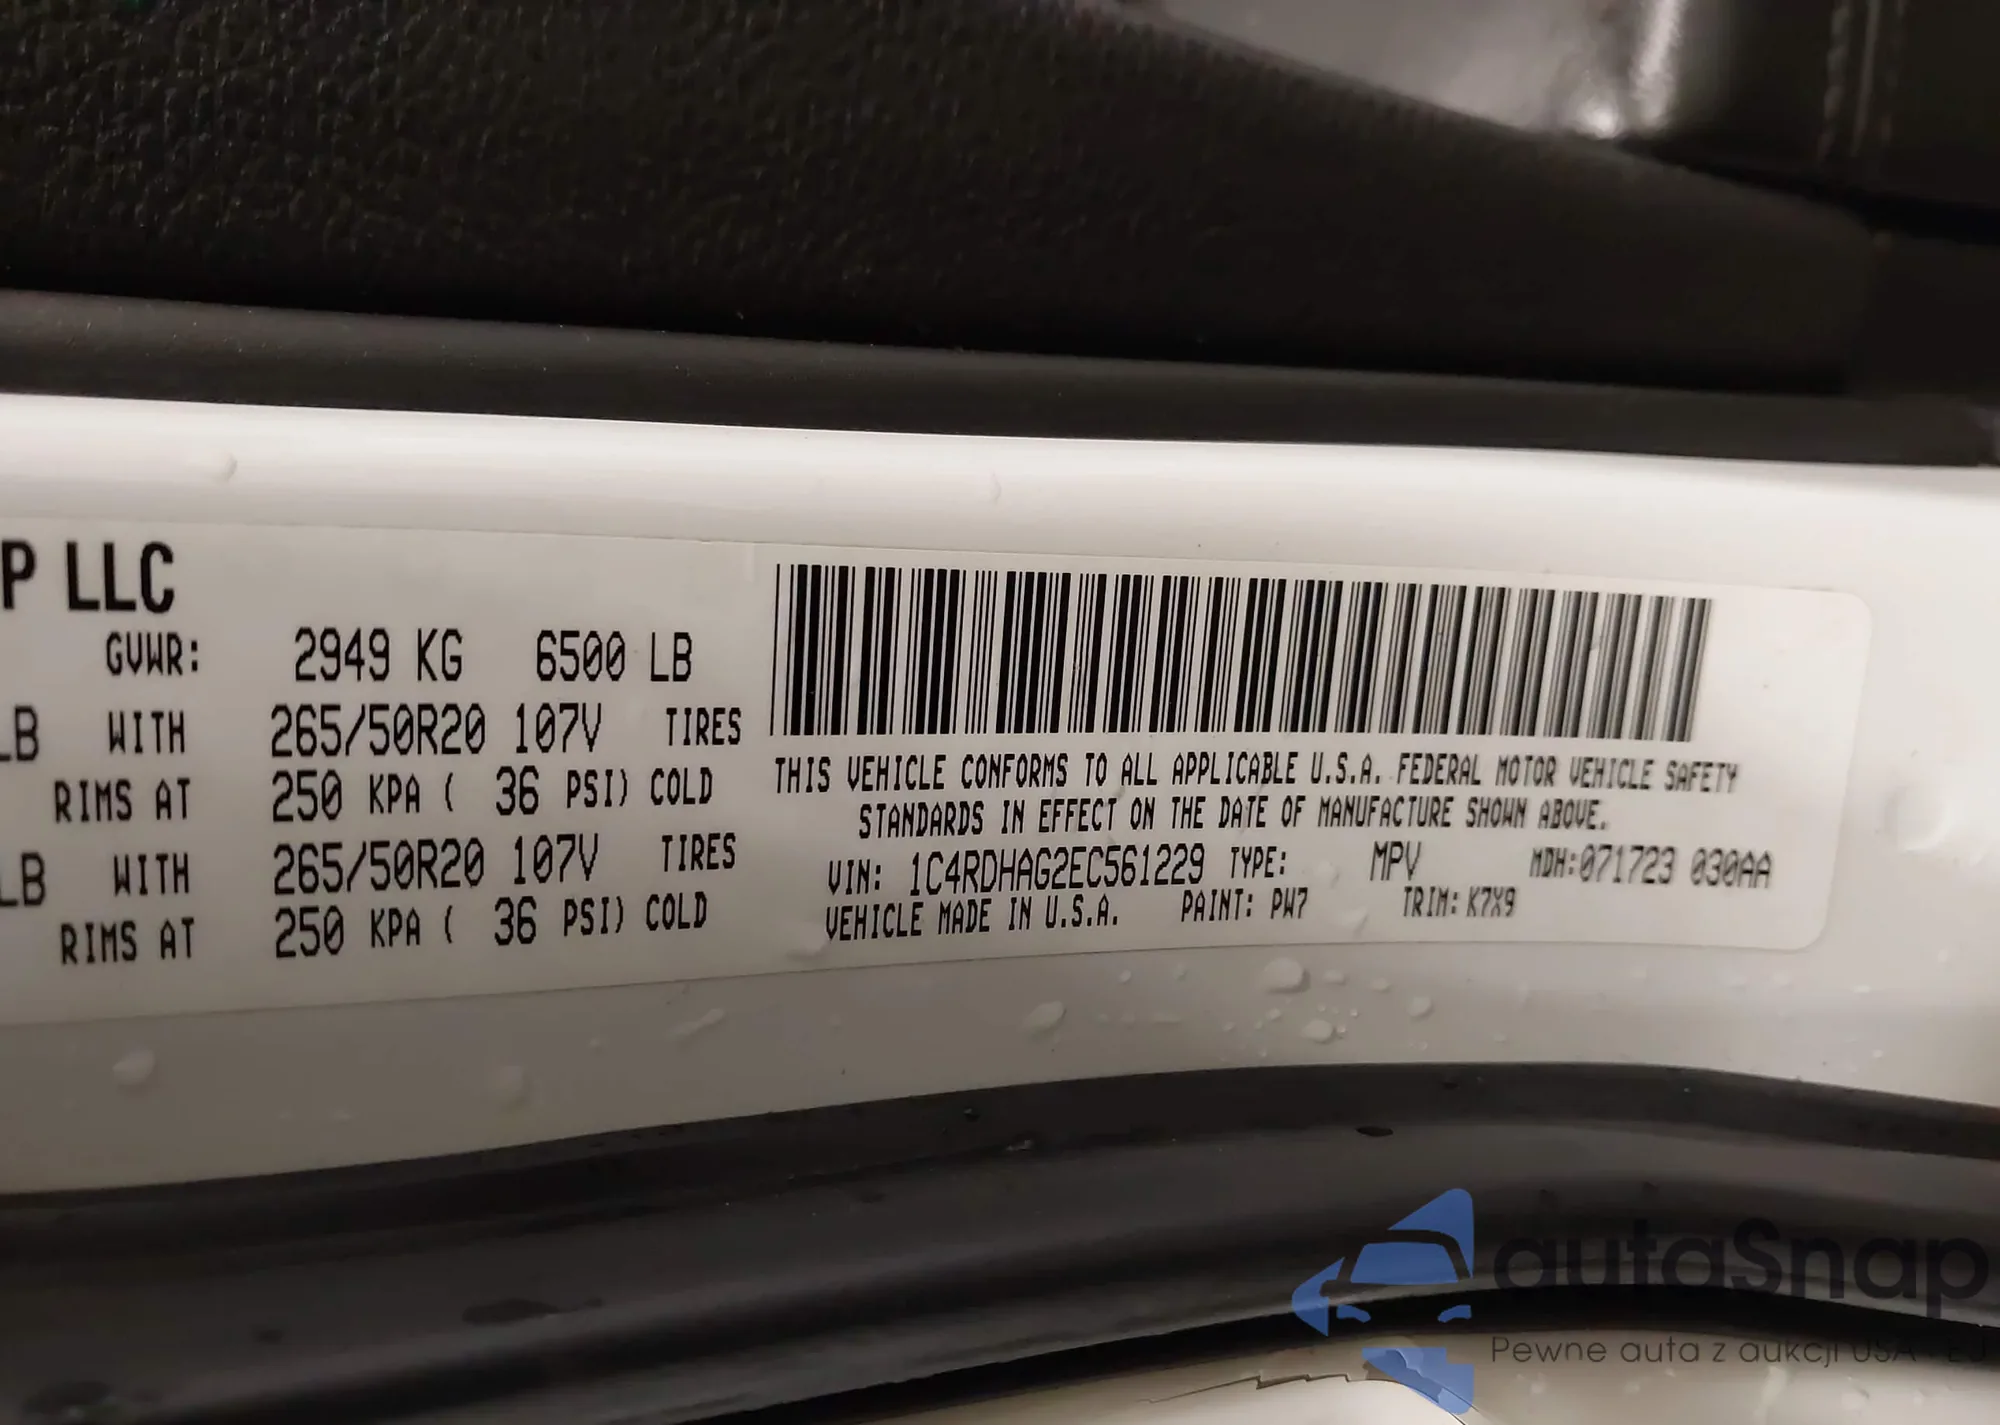 P LLC
GVWR: 2949 KG 6500 LB
LB WITH 265/50R20 107V TIRES
RIMS AT 250 KPA ( 36 PSI) COLD
LB WITH 265/50R20 107V TIRES
RIMS AT 250 KPA ( 36 PSI) COLD
THIS VEHICLE CONFORMS TO ALL APPLICABLE U.S.A. FEDERAL MOTOR VEHICLE SAFETY
STANDARDS IN EFFECT ON THE DATE OF MANUFACTURE SHOWN ABOVE.
VIN: 1C4RDHAG2EC561229 TYPE: MPV MDH:071723 030AA
VEHICLE MADE IN U.S.A. PAINT: PW7 TRIM: K7X9
autaSnap
Pewne auta z aukcji USA - EU